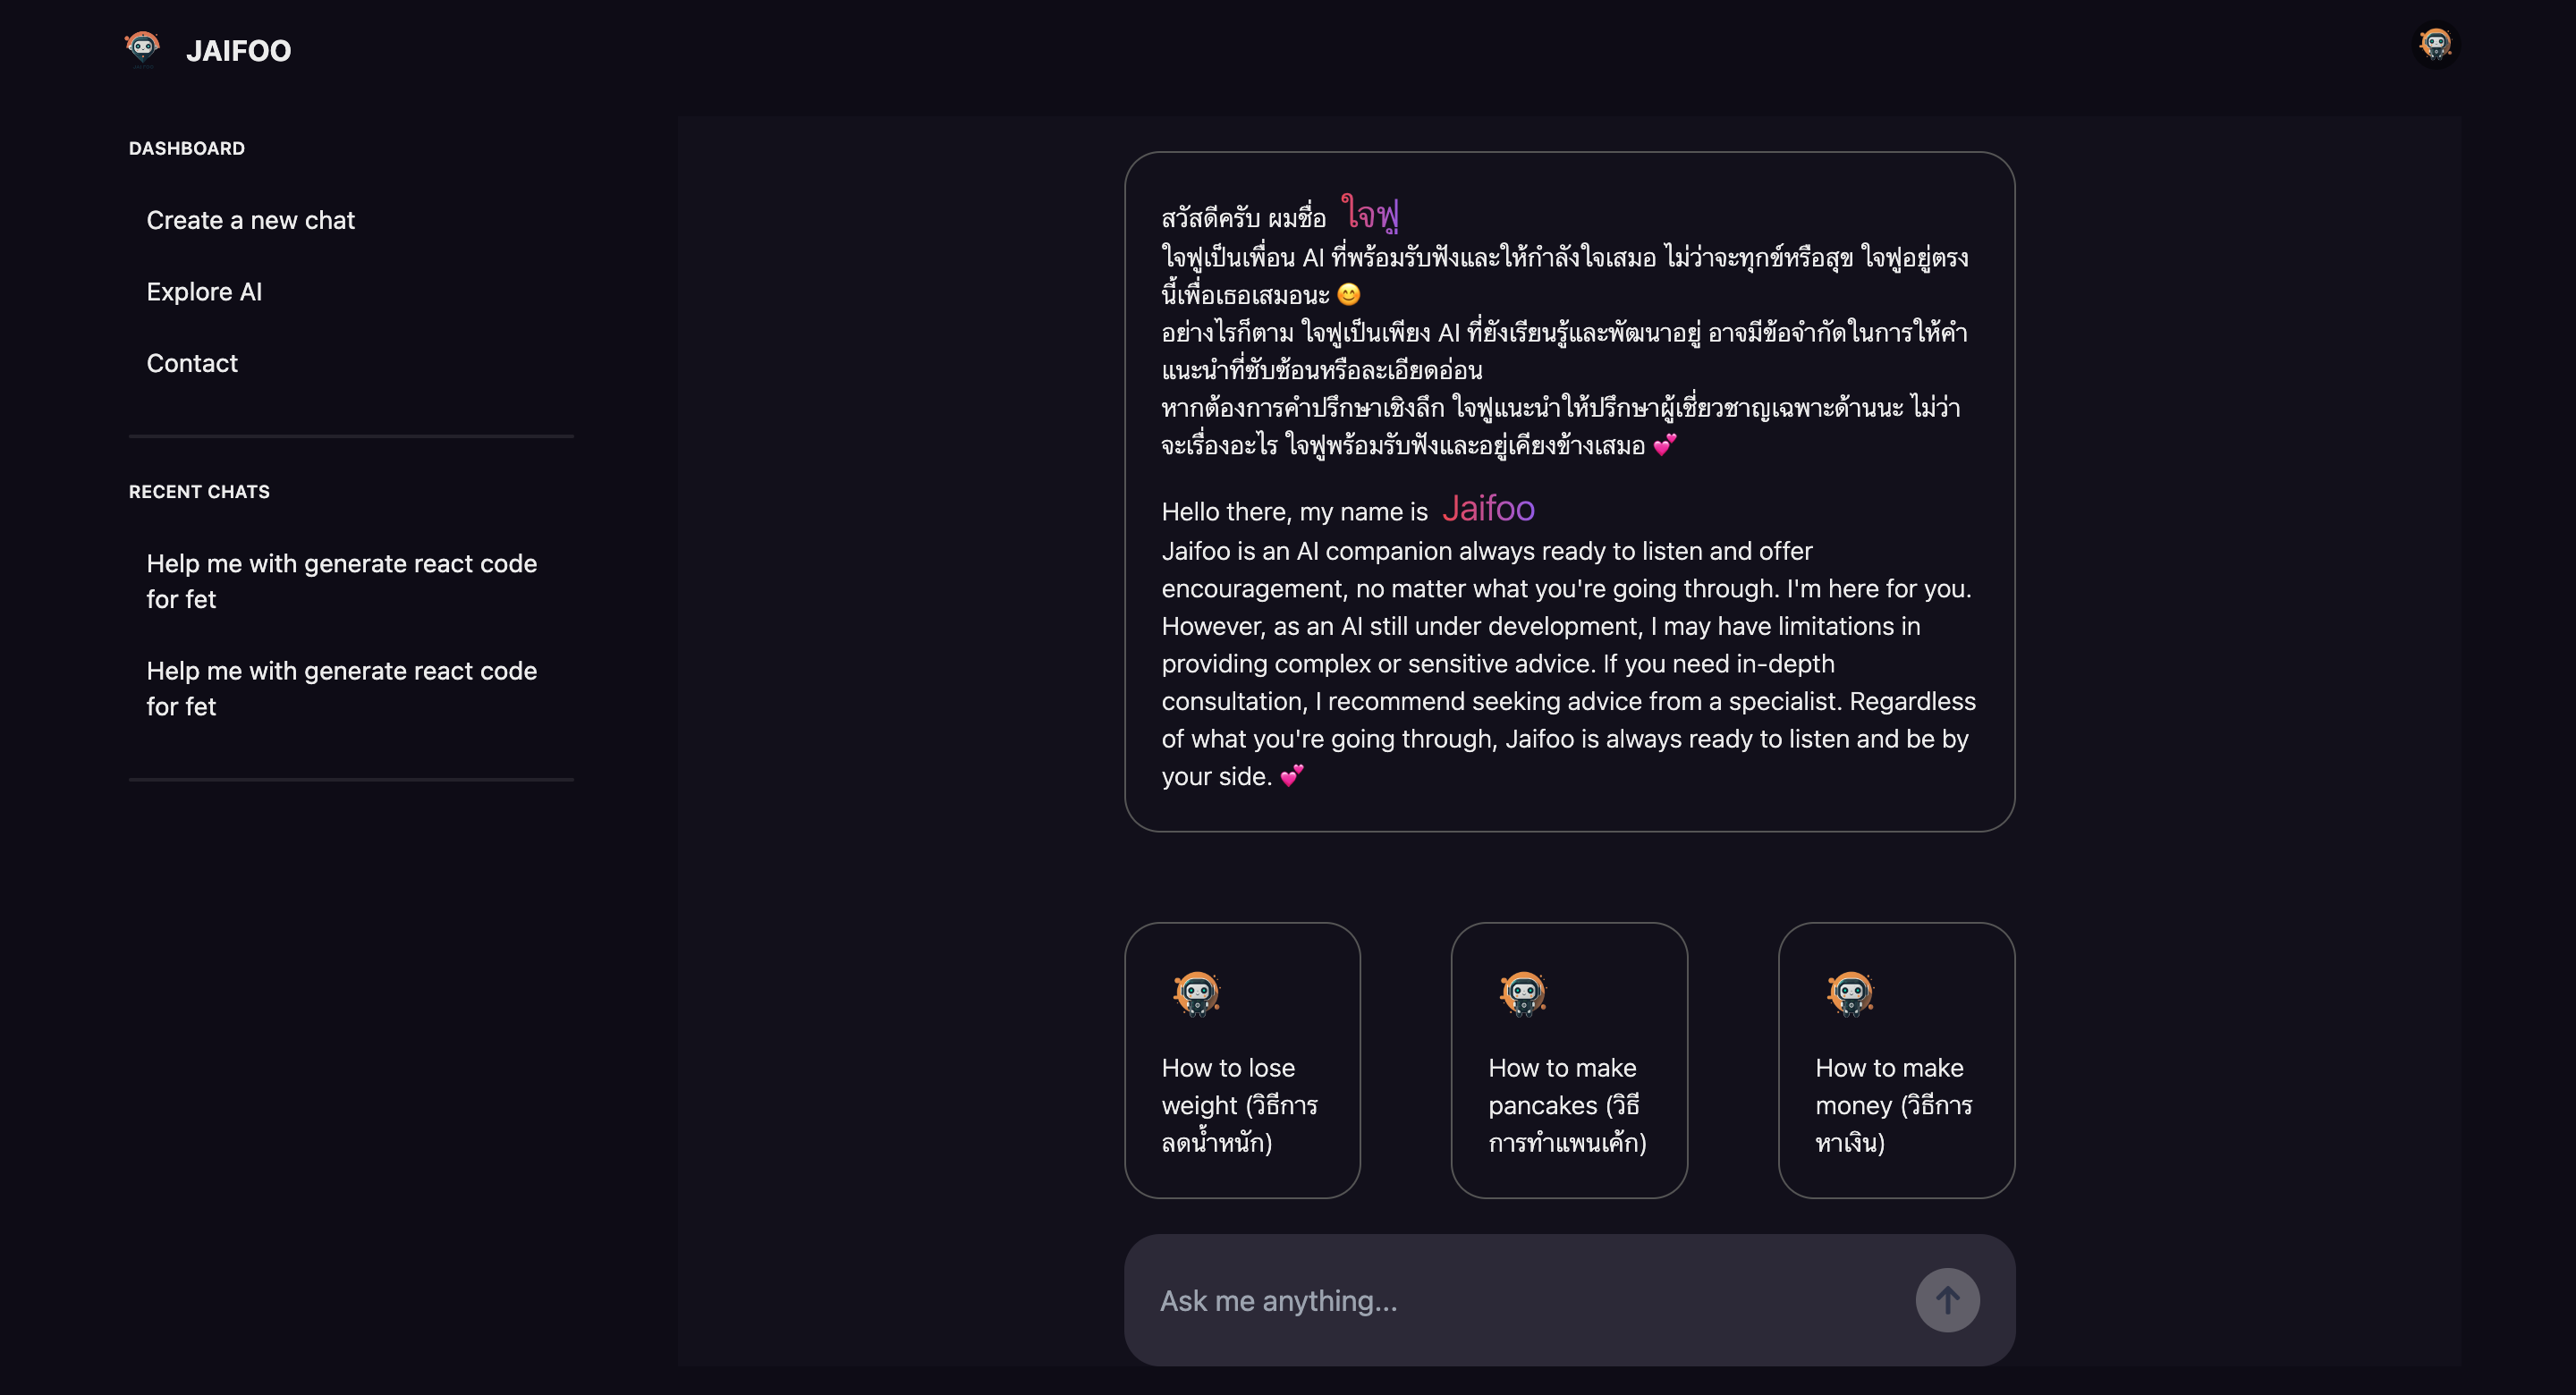 JAIFOO
DASHBOARD
Create a new chat
Explore AI
Contact
RECENT CHATS
Help me with generate react code
for fet
Help me with generate react code
for fet
สวัสดีครับ ผมชื่อ ใจฟู
ใจฟูเป็นเพื่อน AI ที่พร้อมรับฟังและให้กำลังใจเสมอ ไม่ว่าจะทุกข์หรือสุข ใจฟูอยู่ตรง
นี้เพื่อเธอเสมอนะ 😊
อย่างไรก็ตาม ใจฟูเป็นเพียง AI ที่ยังเรียนรู้และพัฒนาอยู่ อาจมีข้อจำกัดในการให้คำ
แนะนำที่ซับซ้อนหรือละเอียดอ่อน
หากต้องการคำปรึกษาเชิงลึก ใจฟูแนะนำให้ปรึกษาผู้เชี่ยวชาญเฉพาะด้านนะ ไม่ว่า
จะเรื่องอะไร ใจฟูพร้อมรับฟังและอยู่เคียงข้างเสมอ 💕
Hello there, my name is Jaifoo
Jaifoo is an AI companion always ready to listen and offer
encouragement, no matter what you're going through. I'm here for you.
However, as an AI still under development, I may have limitations in
providing complex or sensitive advice. If you need in-depth
consultation, I recommend seeking advice from a specialist. Regardless
of what you're going through, Jaifoo is always ready to listen and be by
your side. 💕
How to lose
weight (วิธีการ
ลดน้ำหนัก)
How to make
pancakes (วิธี
การทำแพนเค้ก)
How to make
money (วิธีการ
หาเงิน)
Ask me anything...